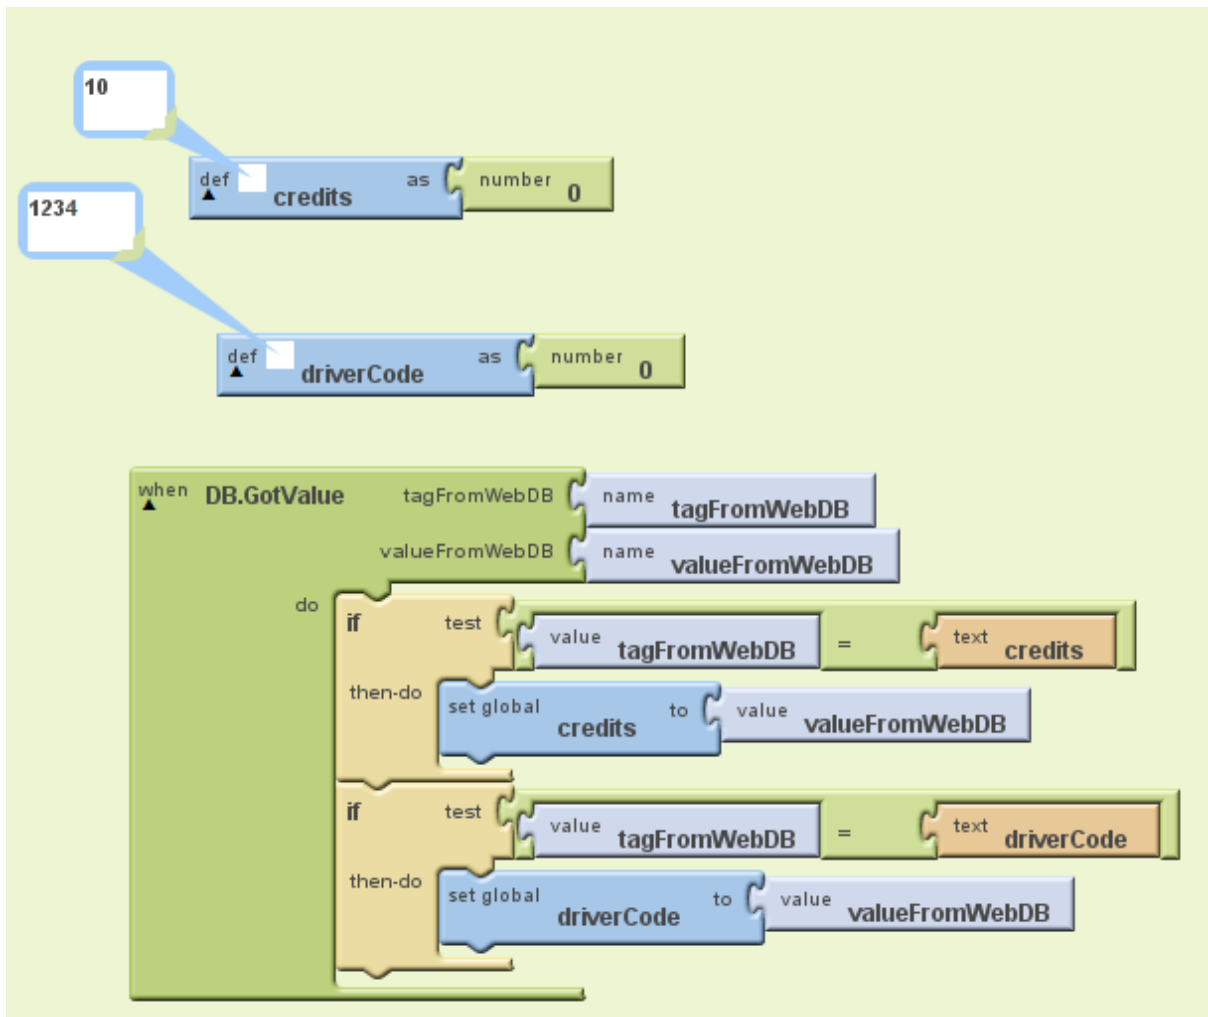 10
def credits as number 0
1234
def driverCode as number 0
when DB.GotValue tagFromWebDB name tagFromWebDB
valueFromWebDB name valueFromWebDB
do if test value tagFromWebDB = text credits
then-do set global credits to value valueFromWebDB
if test value tagFromWebDB = text driverCode
then-do set global driverCode to value valueFromWebDB